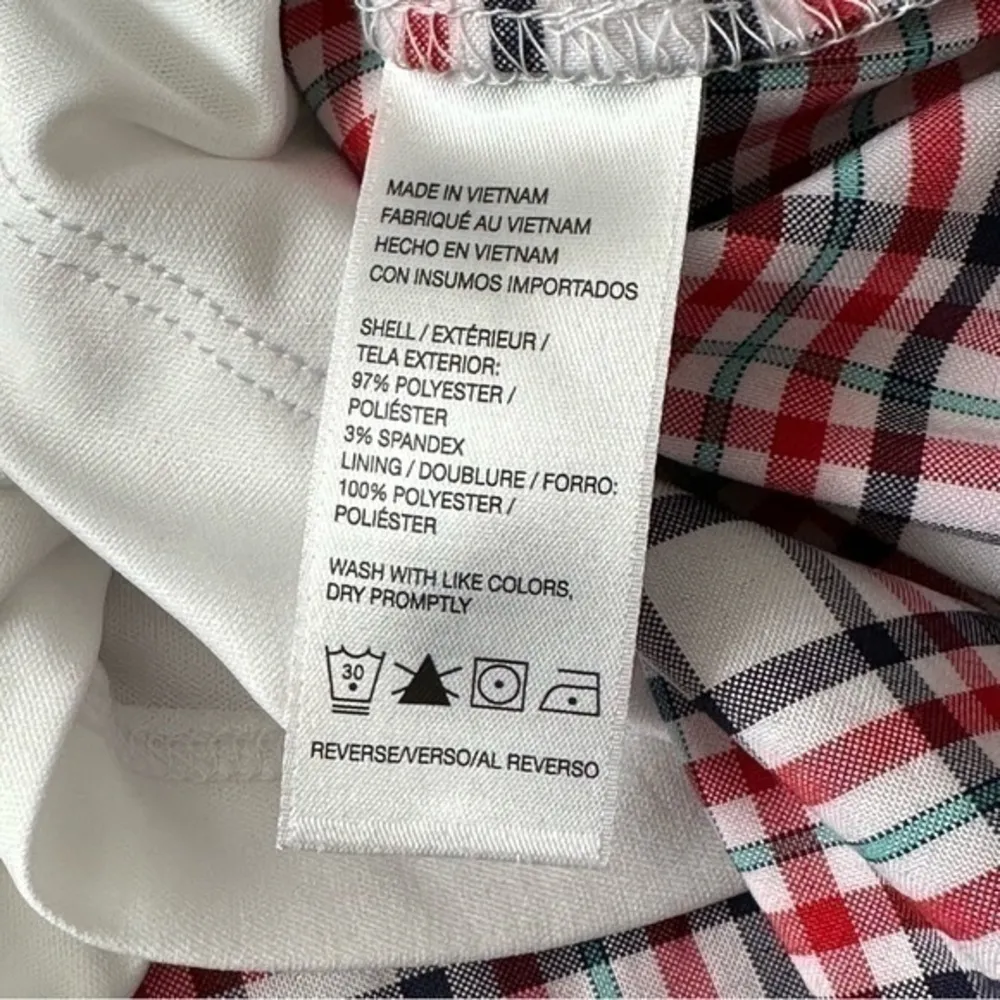 MADE IN VIETNAM
FABRIQUÉ AU VIETNAM
HECHO EN VIETNAM
CON INSUMOS IMPORTADOS
SHELL / EXTÉRIEUR /
TELA EXTERIOR:
97% POLYESTER /
POLIÉSTER
3% SPANDEX
LINING / DOUBLURE / FORRO:
100% POLYESTER /
POLIÉSTER
WASH WITH LIKE COLORS,
DRY PROMPTLY
30
REVERSE/VERSO/AL REVERSO